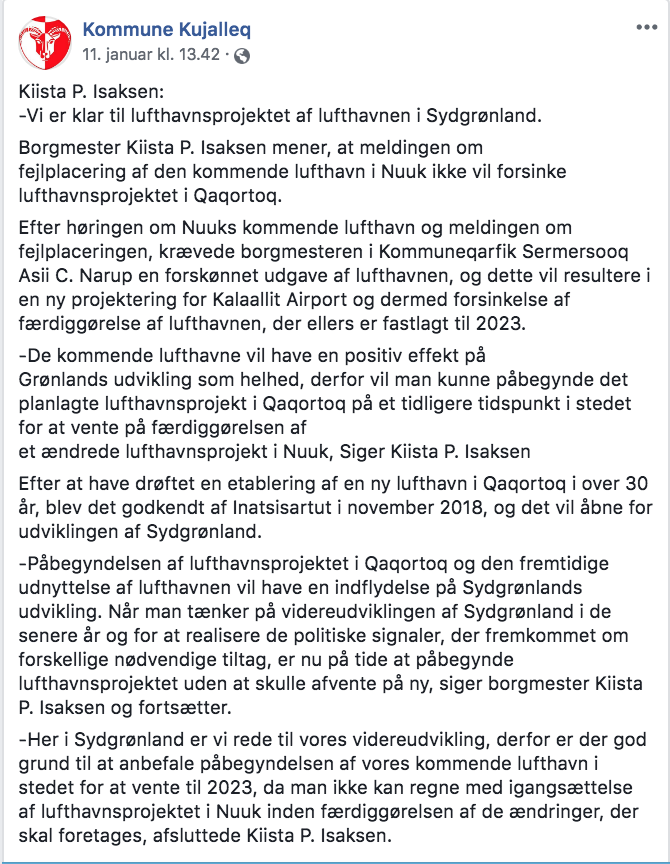 Kommune Kujalleq
11. januar kl. 13.42 ·
Kiista P. Isaksen:
-Vi er klar til lufthavnsprojektet af lufthavnen i Sydgrønland.
Borgmester Kiista P. Isaksen mener, at meldingen om
fejlplacering af den kommende lufthavn i Nuuk ikke vil forsinke
lufthavnsprojektet i Qaqortoq.
Efter høringen om Nuuks kommende lufthavn og meldingen om
fejlplaceringen, krævede borgmesteren i Kommuneqarfik Sermersooq
Asii C. Narup en forskønnet udgave af lufthavnen, og dette vil resultere i
en ny projektering for Kalaallit Airport og dermed forsinkelse af
færdiggørelse af lufthavnen, der ellers er fastlagt til 2023.
-De kommende lufthavne vil have en positiv effekt på
Grønlands udvikling som helhed, derfor vil man kunne påbegynde det
planlagte lufthavnsprojekt i Qaqortoq på et tidligere tidspunkt i stedet
for at vente på færdiggørelsen af
et ændrede lufthavnsprojekt i Nuuk, Siger Kiista P. Isaksen
Efter at have drøftet en etablering af en ny lufthavn i Qaqortoq i over 30
år, blev det godkendt af Inatsisartut i november 2018, og det vil åbne for
udviklingen af Sydgrønland.
-Påbegyndelsen af lufthavnsprojektet i Qaqortoq og den fremtidige
udnyttelse af lufthavnen vil have en indflydelse på Sydgrønlands
udvikling. Når man tænker på videreudviklingen af Sydgrønland i de
senere år og for at realisere de politiske signaler, der fremkommet om
forskellige nødvendige tiltag, er nu på tide at påbegynde
lufthavnsprojektet uden at skulle afvente på ny, siger borgmester Kiista
P. Isaksen og fortsætter.
-Her i Sydgrønland er vi rede til vores videreudvikling, derfor er der god
grund til at anbefale påbegyndelsen af vores kommende lufthavn i
stedet for at vente til 2023, da man ikke kan regne med igangsættelse
af lufthavnsprojektet i Nuuk inden færdiggørelsen af de ændringer, der
skal foretages, afsluttede Kiista P. Isaksen.